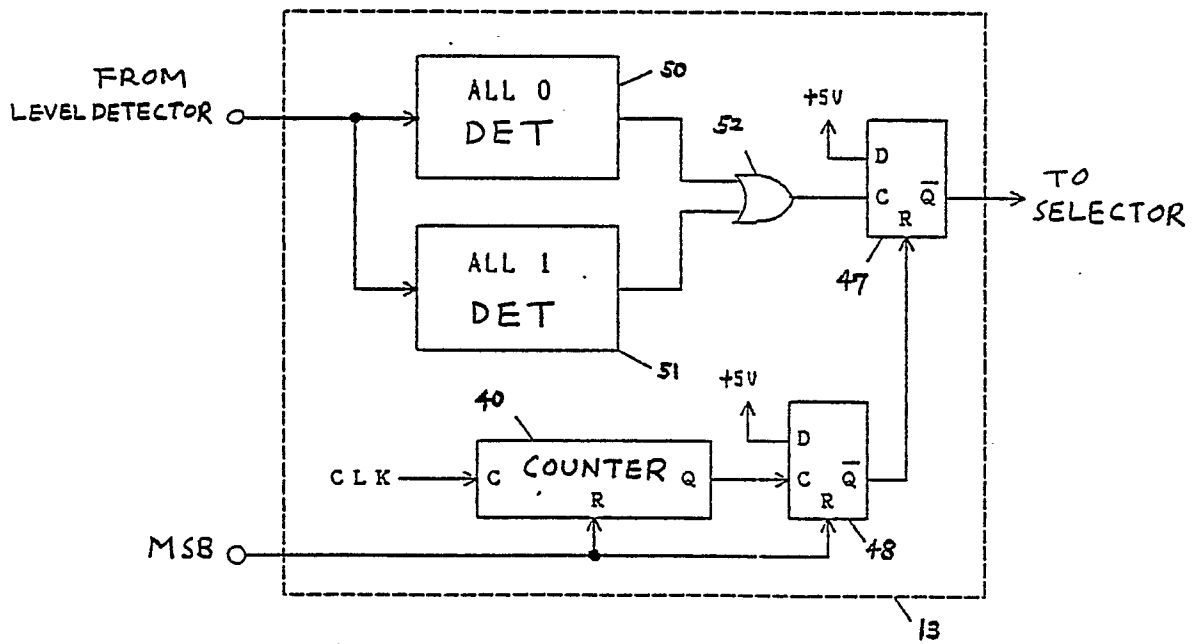 FROM
LEVEL DETECTOR
ALL 0
DET
50
52
+5V
D
C
R
Q̅
47
TO
SELECTOR
ALL 1
DET
51
40
CLK
C
COUNTER
Q
R
+5V
D
C
Q̅
R
48
MSB
13